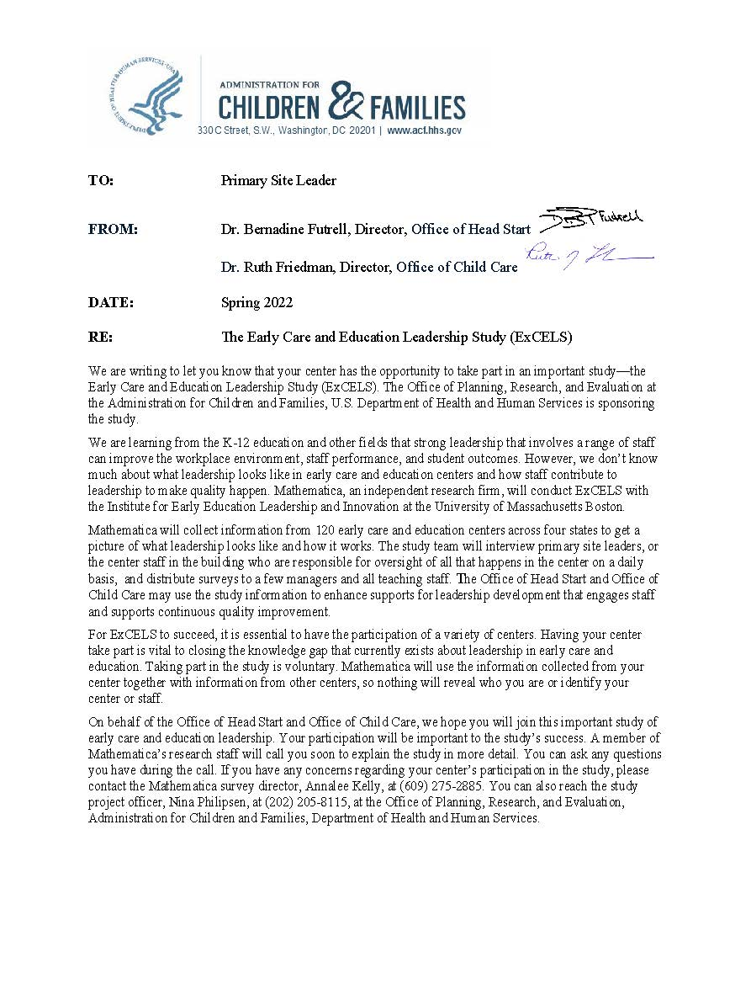 DEPARTMENT OF HEALTH & HUMAN SERVICES · USA
ADMINISTRATION FOR
CHILDREN & FAMILIES
330 C Street, S.W., Washington, DC 20201 | www.acf.hhs.gov
TO: Primary Site Leader
FROM: Dr. Bernadine Futrell, Director, Office of Head Start
Dr. Ruth Friedman, Director, Office of Child Care
DATE: Spring 2022
RE: The Early Care and Education Leadership Study (ExCELS)
We are writing to let you know that your center has the opportunity to take part in an important study—the
Early Care and Education Leadership Study (ExCELS). The Office of Planning, Research, and Evaluation at
the Administration for Children and Families, U.S. Department of Health and Human Services is sponsoring
the study.
We are learning from the K-12 education and other fields that strong leadership that involves a range of staff
can improve the workplace environment, staff performance, and student outcomes. However, we don't know
much about what leadership looks like in early care and education centers and how staff contribute to
leadership to make quality happen. Mathematica, an independent research firm, will conduct ExCELS with
the Institute for Early Education Leadership and Innovation at the University of Massachusetts Boston.
Mathematica will collect information from 120 early care and education centers across four states to get a
picture of what leadership looks like and how it works. The study team will interview primary site leaders, or
the center staff in the building who are responsible for oversight of all that happens in the center on a daily
basis, and distribute surveys to a few managers and all teaching staff. The Office of Head Start and Office of
Child Care may use the study information to enhance supports for leadership development that engages staff
and supports continuous quality improvement.
For ExCELS to succeed, it is essential to have the participation of a variety of centers. Having your center
take part is vital to closing the knowledge gap that currently exists about leadership in early care and
education. Taking part in the study is voluntary. Mathematica will use the information collected from your
center together with information from other centers, so nothing will reveal who you are or identify your
center or staff.
On behalf of the Office of Head Start and Office of Child Care, we hope you will join this important study of
early care and education leadership. Your participation will be important to the study's success. A member of
Mathematica's research staff will call you soon to explain the study in more detail. You can ask any questions
you have during the call. If you have any concerns regarding your center's participation in the study, please
contact the Mathematica survey director, Annalee Kelly, at (609) 275-2885. You can also reach the study
project officer, Nina Philipsen, at (202) 205-8115, at the Office of Planning, Research, and Evaluation,
Administration for Children and Families, Department of Health and Human Services.